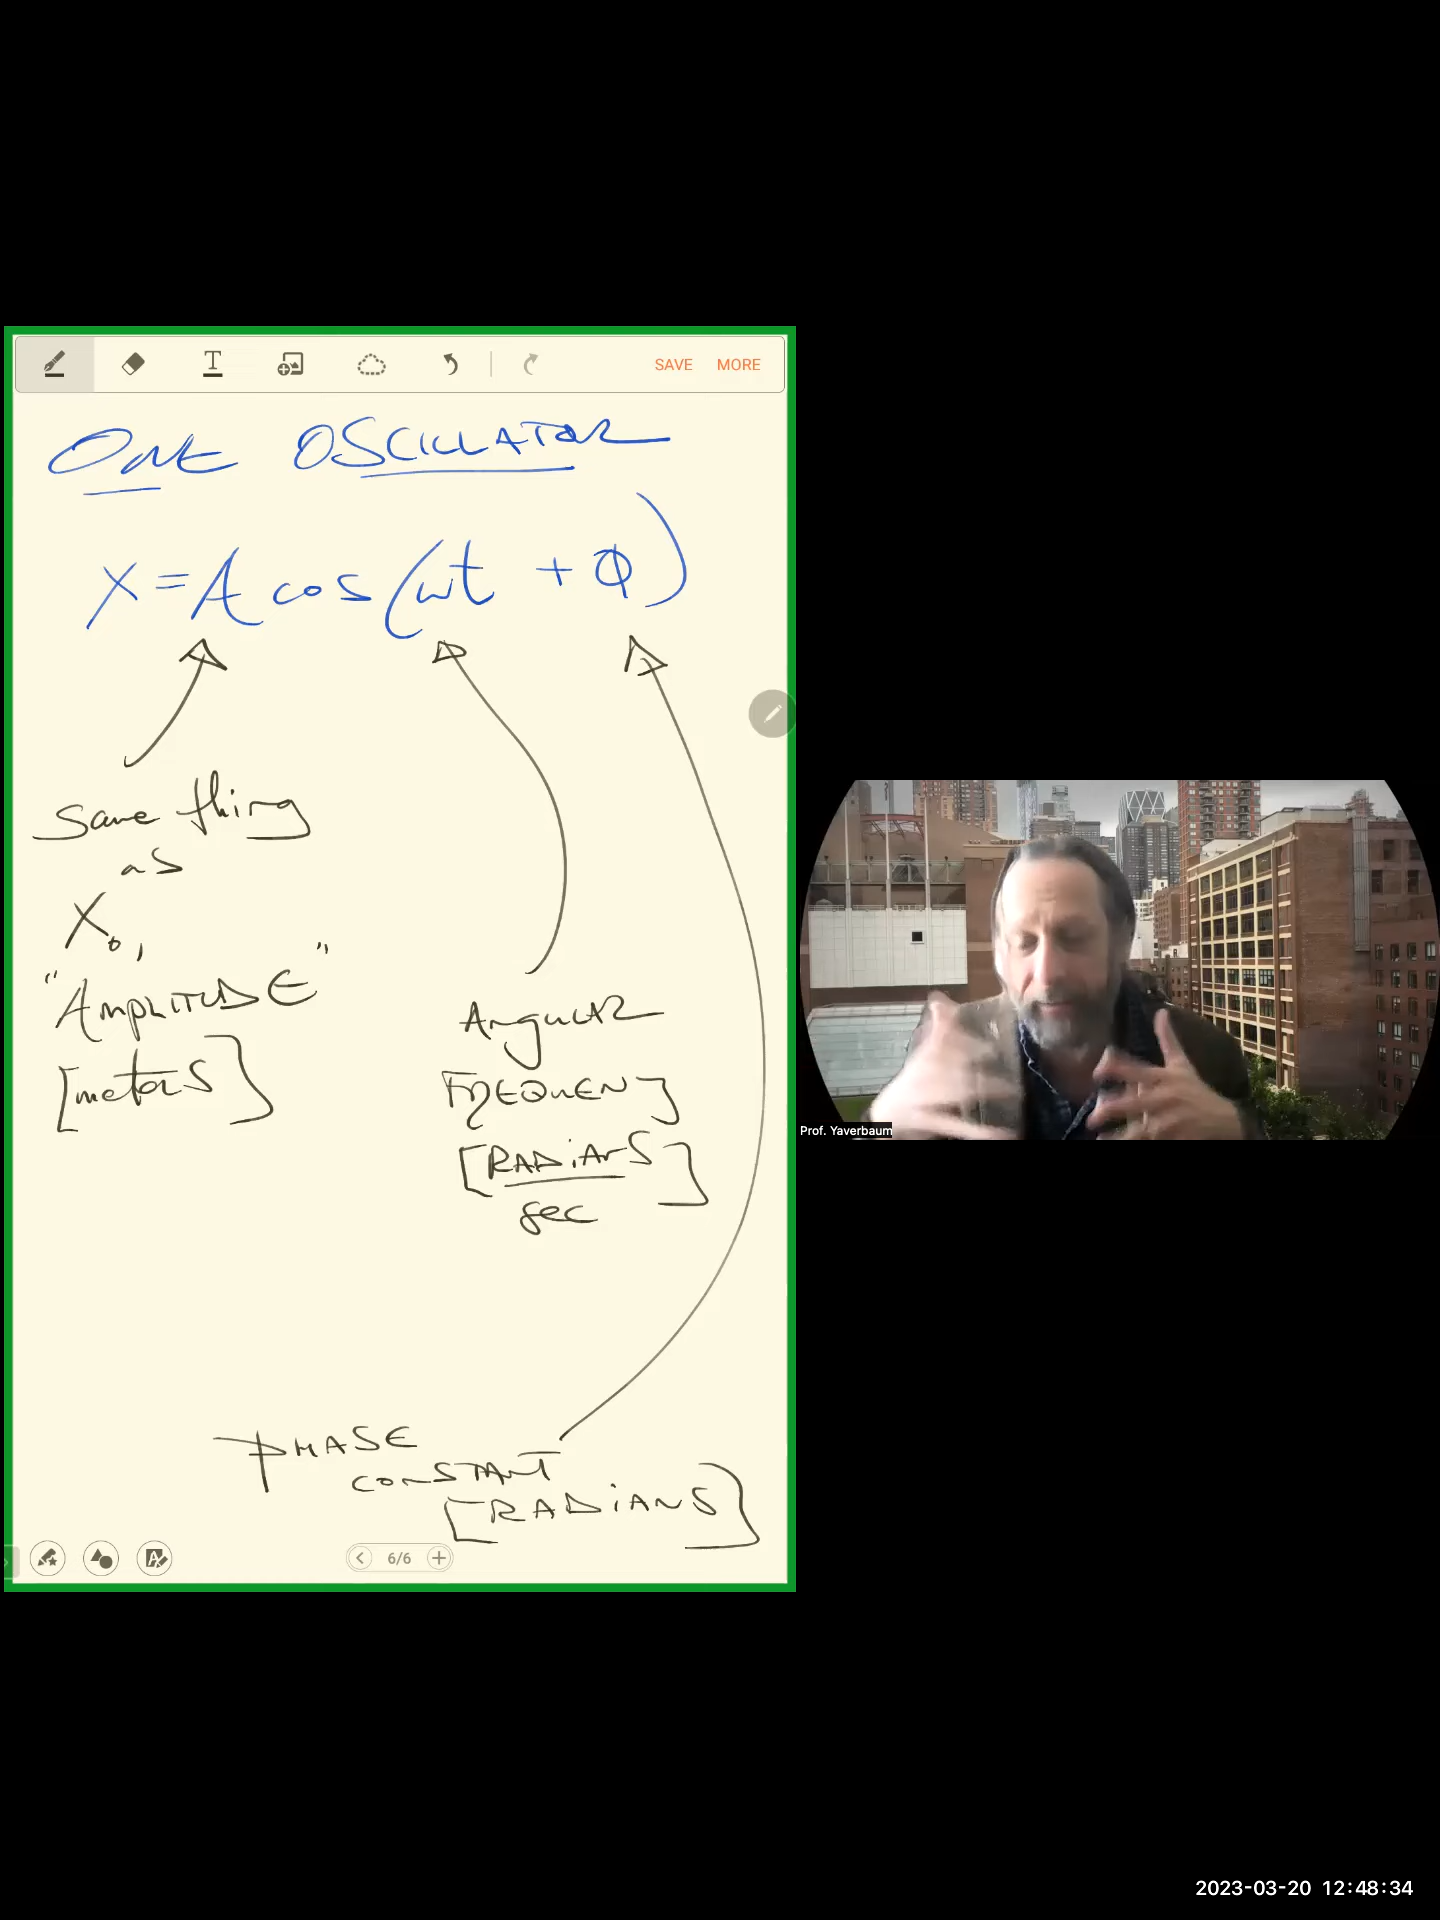 SAVE MORE
ONE OSCILLATOR
X = A cos(ωt + Φ)
same thing
as
X₀,
"AMPLITUDE"
[meters]
Angular
FREQUENCY
[RADIANS
sec]
PHASE
CONSTANT
[RADIANS]
6/6
Prof. Yaverbaum
2023-03-20 12:48:34